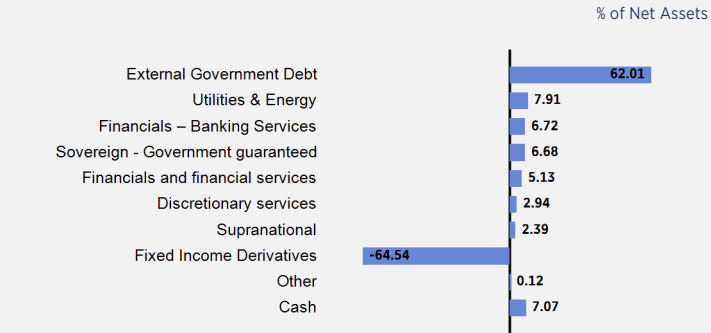 % of Net Assets
External Government Debt 62.01
Utilities & Energy 7.91
Financials – Banking Services 6.72
Sovereign - Government guaranteed 6.68
Financials and financial services 5.13
Discretionary services 2.94
Supranational 2.39
Fixed Income Derivatives -64.54
Other 0.12
Cash 7.07